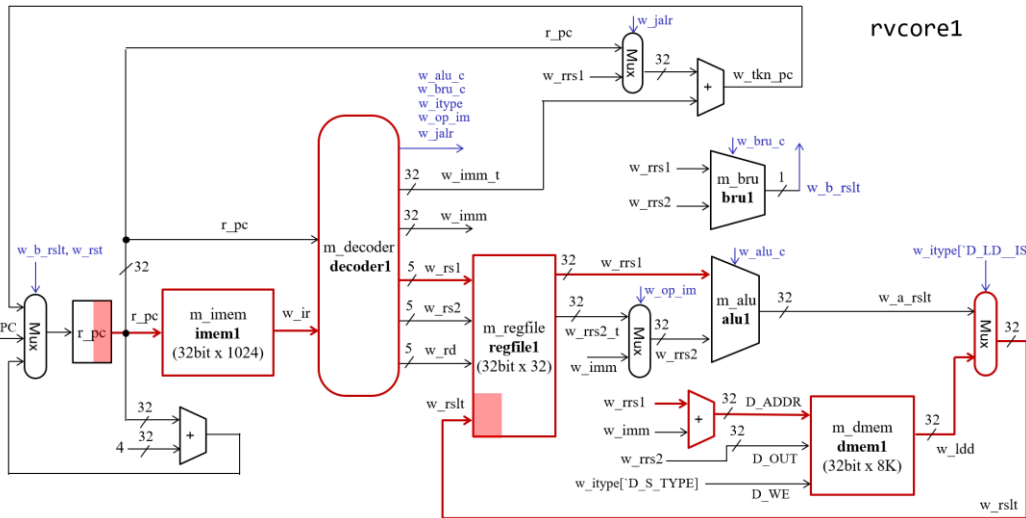 rvcore1
w_jalr
r_pc
Mux
32
w_rrs1
+
w_tkn_pc
w_alu_c
w_bru_c
w_itype
w_op_im
w_jalr
32
w_imm_t
32
w_imm
w_bru_c
w_rrs1
w_rrs2
m_bru
bru1
1
w_b_rslt
r_pc
m_decoder
decoder1
w_b_rslt, w_rst
32
PC
Mux
r_pc
r_pc
m_imem
imem1
(32bit x 1024)
w_ir
5
w_rs1
5
w_rs2
5
w_rd
w_rslt
m_regfile
regfile1
(32bit x 32)
32
w_rrs1
32
w_rrs2_t
w_imm
w_op_im
Mux
32
w_rrs2
w_alu_c
m_alu
alu1
32
w_a_rslt
w_itype[`D_LD__IS
Mux
32
32
4
32
+
w_rrs1
w_imm
+
32
D_ADDR
w_rrs2
32
D_OUT
w_itype[`D_S_TYPE]
D_WE
m_dmem
dmem1
(32bit x 8K)
32
w_ldd
w_rslt